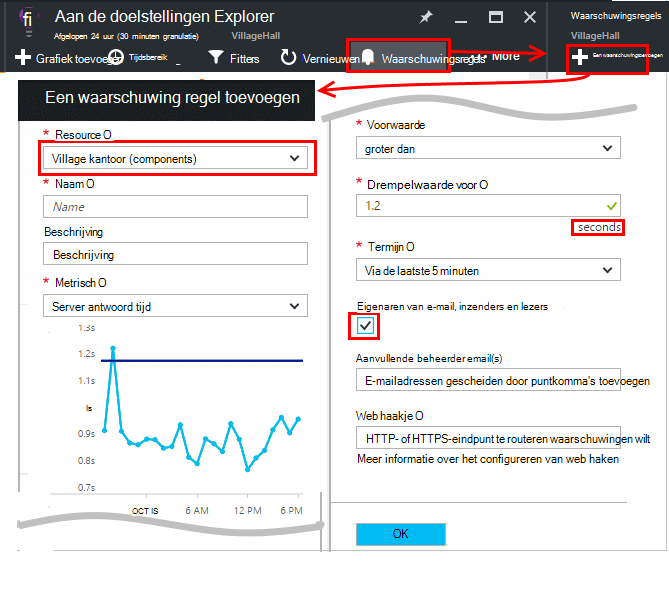 fi
Aan de doelstellingen Explorer
Afgelopen 24 uur (30 minuten granulatie)
VillageHall
Grafiek toevoegen
Tijdsbereik
Fitters
Vernieuwen
Waarschuwingsregels
More
Waarschuwingsregels
VillageHall
Een waarschuwing toevoegen
Een waarschuwing regel toevoegen
* Resource O
Village kantoor (components)
* Naam O
Name
Beschrijving
Beschrijving
* Metrisch O
Server antwoord tijd
1.3s
1.2s
1.1s
Is
0.9s
0.8s
0.7s
OCT IS
6 AM
12 PM
6 PM
* Voorwaarde
groter dan
* Drempelwaarde voor O
1.2
seconds
* Termijn O
Via de laatste 5 minuten
Eigenaren van e-mail, inzenders en lezers
Aanvullende beheerder email(s)
E-mailadressen gescheiden door puntkomma's toevoegen
Web haakje O
HTTP- of HTTPS-eindpunt te routeren waarschuwingen wilt
Meer informatie over het configureren van web haken
OK